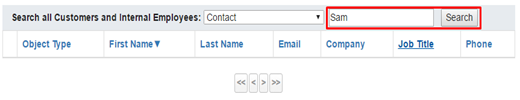 Search all Customers and Internal Employees: Contact Sam Search
Object Type First Name▼ Last Name Email Company Job Title Phone
<< < > >>